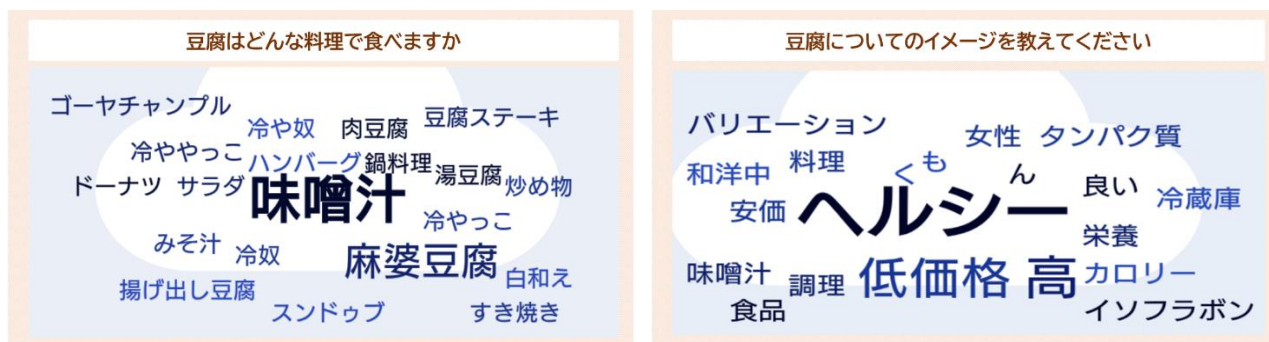 豆腐はどんな料理で食べますか
ゴーヤチャンプル
冷や奴
肉豆腐
豆腐ステーキ
冷ややっこ
ハンバーグ
鍋料理
湯豆腐
炒め物
ドーナツ
サラダ
味噌汁
冷やっこ
みそ汁
冷奴
麻婆豆腐
白和え
揚げ出し豆腐
スンドゥブ
すき焼き
豆腐についてのイメージを教えてください
バリエーション
女性
タンパク質
和洋中
料理
くも
ん
良い
冷蔵庫
安価
ヘルシー
栄養
味噌汁
調理
低価格
高
カロリー
食品
イソフラボン